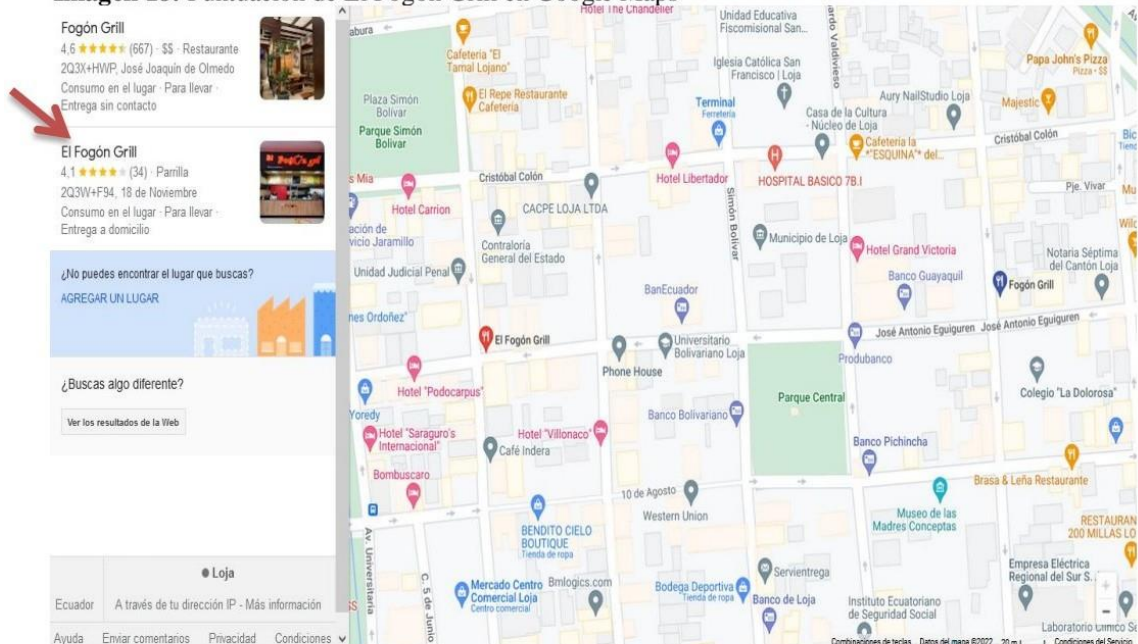 Fogón Grill
4,6 (667) · $$ · Restaurante
2Q3X+HWP, José Joaquín de Olmedo
Consumo en el lugar · Para llevar ·
Entrega sin contacto
El Fogón Grill
4,1 (34) · Parrilla
2Q3W+F94, 18 de Noviembre
Consumo en el lugar · Para llevar ·
Entrega a domicilio
¿No puedes encontrar el lugar que buscas?
AGREGAR UN LUGAR
¿Buscas algo diferente?
Ver los resultados de la Web
Loja
Ecuador
A través de tu dirección IP - Más información
Ayuda Enviar comentarios Privacidad Condiciones
Hotel The Chandelier
Unidad Educativa
Fiscomisional San...
Cafeteria "El
Tamal Lojano"
Iglesia Católica San
Francisco | Loja
Papa John's Pizza
Pizza • $$
Plaza Simón
Bolívar
Parque Simón
Bolivar
El Repe Restaurante
Cafetería
Terminal
Ferretería
Aury NailStudio Loja
Majestic
Casa de la Cultura
- Núcleo de Loja
Cafeteria la
*"ESQUINA"* del...
Cristóbal Colón
Cristóbal Colón
Hotel Carrion
CACPE LOJA LTDA
Hotel Libertador
HOSPITAL BASICO 7B.I
Pje. Vivar
Simón Bolivar
Contraloría
General del Estado
Municipio de Loja
Hotel Grand Victoria
Notaria Séptima
del Cantón Loja
Unidad Judicial Penal
BanEcuador
Banco Guayaquil
Fogón Grill
El Fogón Grill
Universitario
Bolivariano Loja
José Antonio Eguiguren
José Antonio Eguiguren
Phone House
Produbanco
Hotel "Podocarpus"
Parque Central
Colegio "La Dolorosa"
Yoredy
Banco Bolivariano
Hotel "Saraguro's
Internacional"
Hotel "Villonaco"
Café Indera
Banco Pichincha
Bombuscaro
Brasa & Leña Restaurante
10 de Agosto
Western Union
Museo de las
Madres Conceptas
BENDITO CIELO
BOUTIQUE
Tienda de ropa
RESTAURAN
200 MILLAS LO
Av. Universitaria
C. 5 de Junio
Mercado Centro
Comercial Loja
Centro comercial
Bmlogics.com
Bodega Deportiva
Tienda de ropa
Servientrega
Banco de Loja
Instituto Ecuatoriano
de Seguridad Social
Empresa Eléctrica
Regional del Sur S.
Combinaciones de teclas Datos del mapa ©2022 20 m Condiciones del Servicio